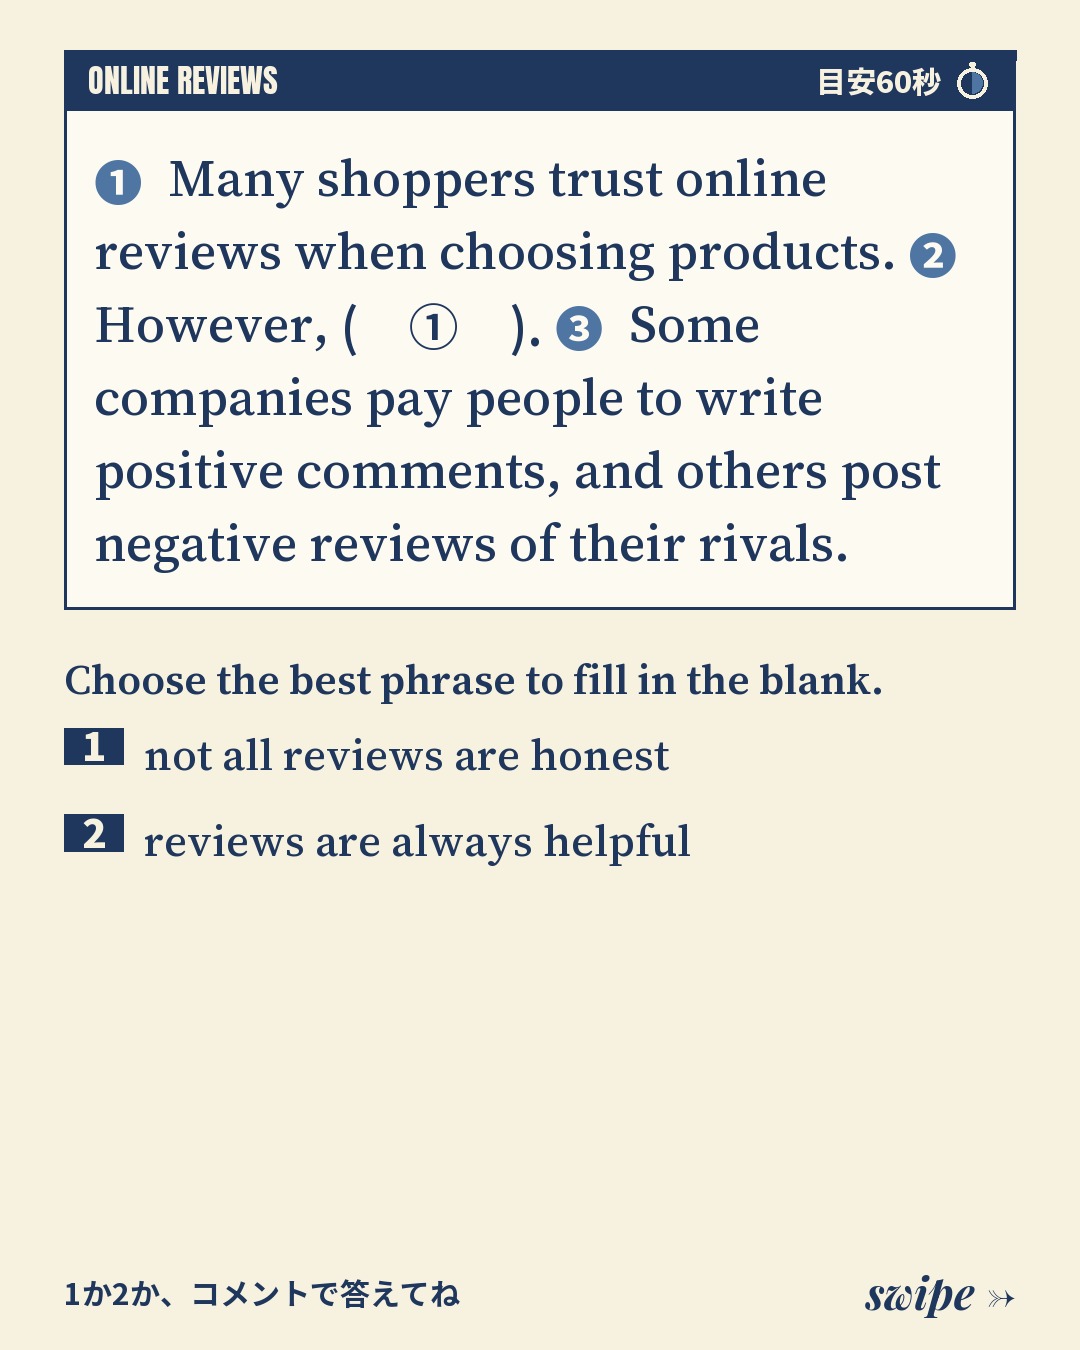 ONLINE REVIEWS
目安60秒
❶ Many shoppers trust online
reviews when choosing products. ❷
However, ( ① ). ❸ Some
companies pay people to write
positive comments, and others post
negative reviews of their rivals.
Choose the best phrase to fill in the blank.
1 not all reviews are honest
2 reviews are always helpful
1か2か、コメントで答えてね
swipe